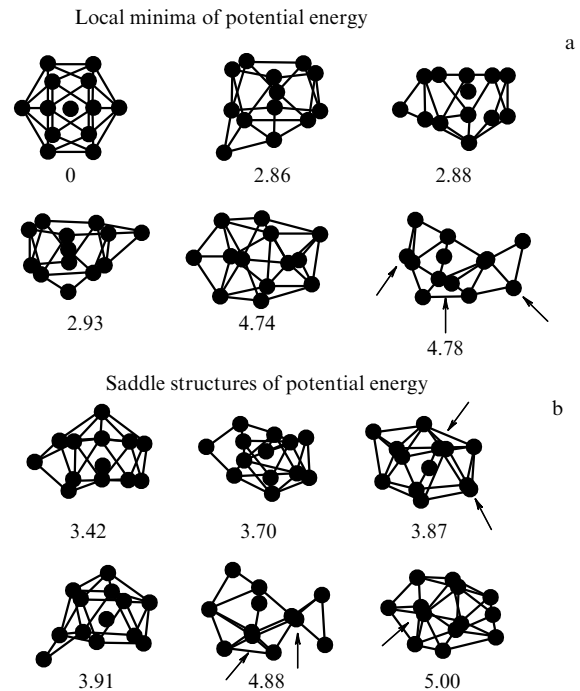 Local minima of potential energy
a
0 2.86 2.88
2.93 4.74 4.78
Saddle structures of potential energy
b
3.42 3.70 3.87
3.91 4.88 5.00